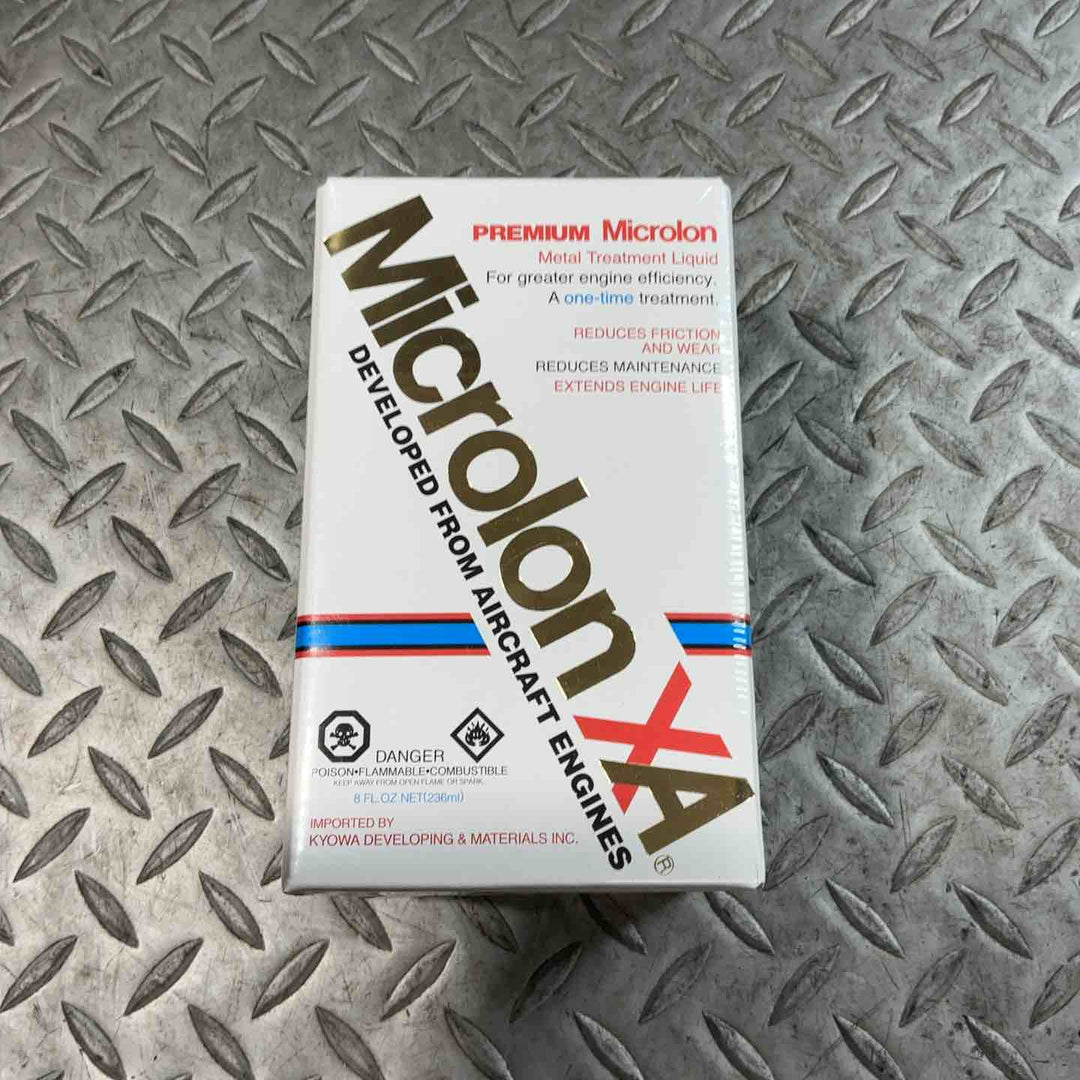 PREMIUM Microlon
Metal Treatment Liquid
For greater engine efficiency.
A one-time treatment.
REDUCES FRICTION
AND WEAR
REDUCES MAINTENANCE
EXTENDS ENGINE LIFE
Microlon XA®
DEVELOPED FROM AIRCRAFT ENGINES
DANGER
POISON•FLAMMABLE•COMBUSTIBLE
KEEP AWAY FROM OPEN FLAME OR SPARK.
8 FL.OZ.NET(236ml)
IMPORTED BY
KYOWA DEVELOPING & MATERIALS INC.